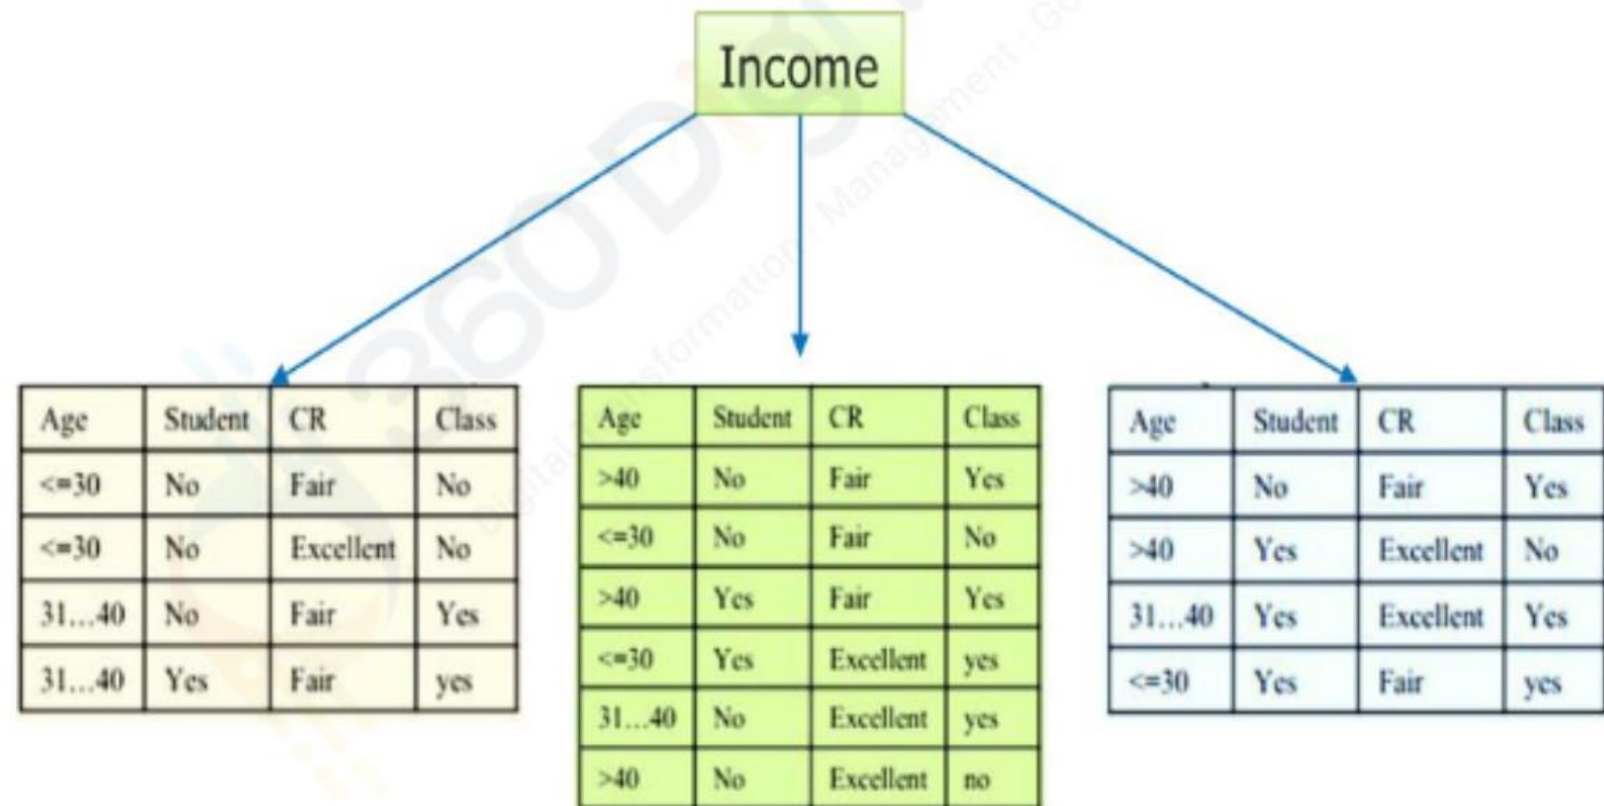 Income
Age Student CR Class
<=30 No Fair No
<=30 No Excellent No
31...40 No Fair Yes
31...40 Yes Fair yes
Age Student CR Class
>40 No Fair Yes
<=30 No Fair No
>40 Yes Fair Yes
<=30 Yes Excellent yes
31...40 No Excellent yes
>40 No Excellent no
Age Student CR Class
>40 No Fair Yes
>40 Yes Excellent No
31...40 Yes Excellent Yes
<=30 Yes Fair yes
360Digi
Management